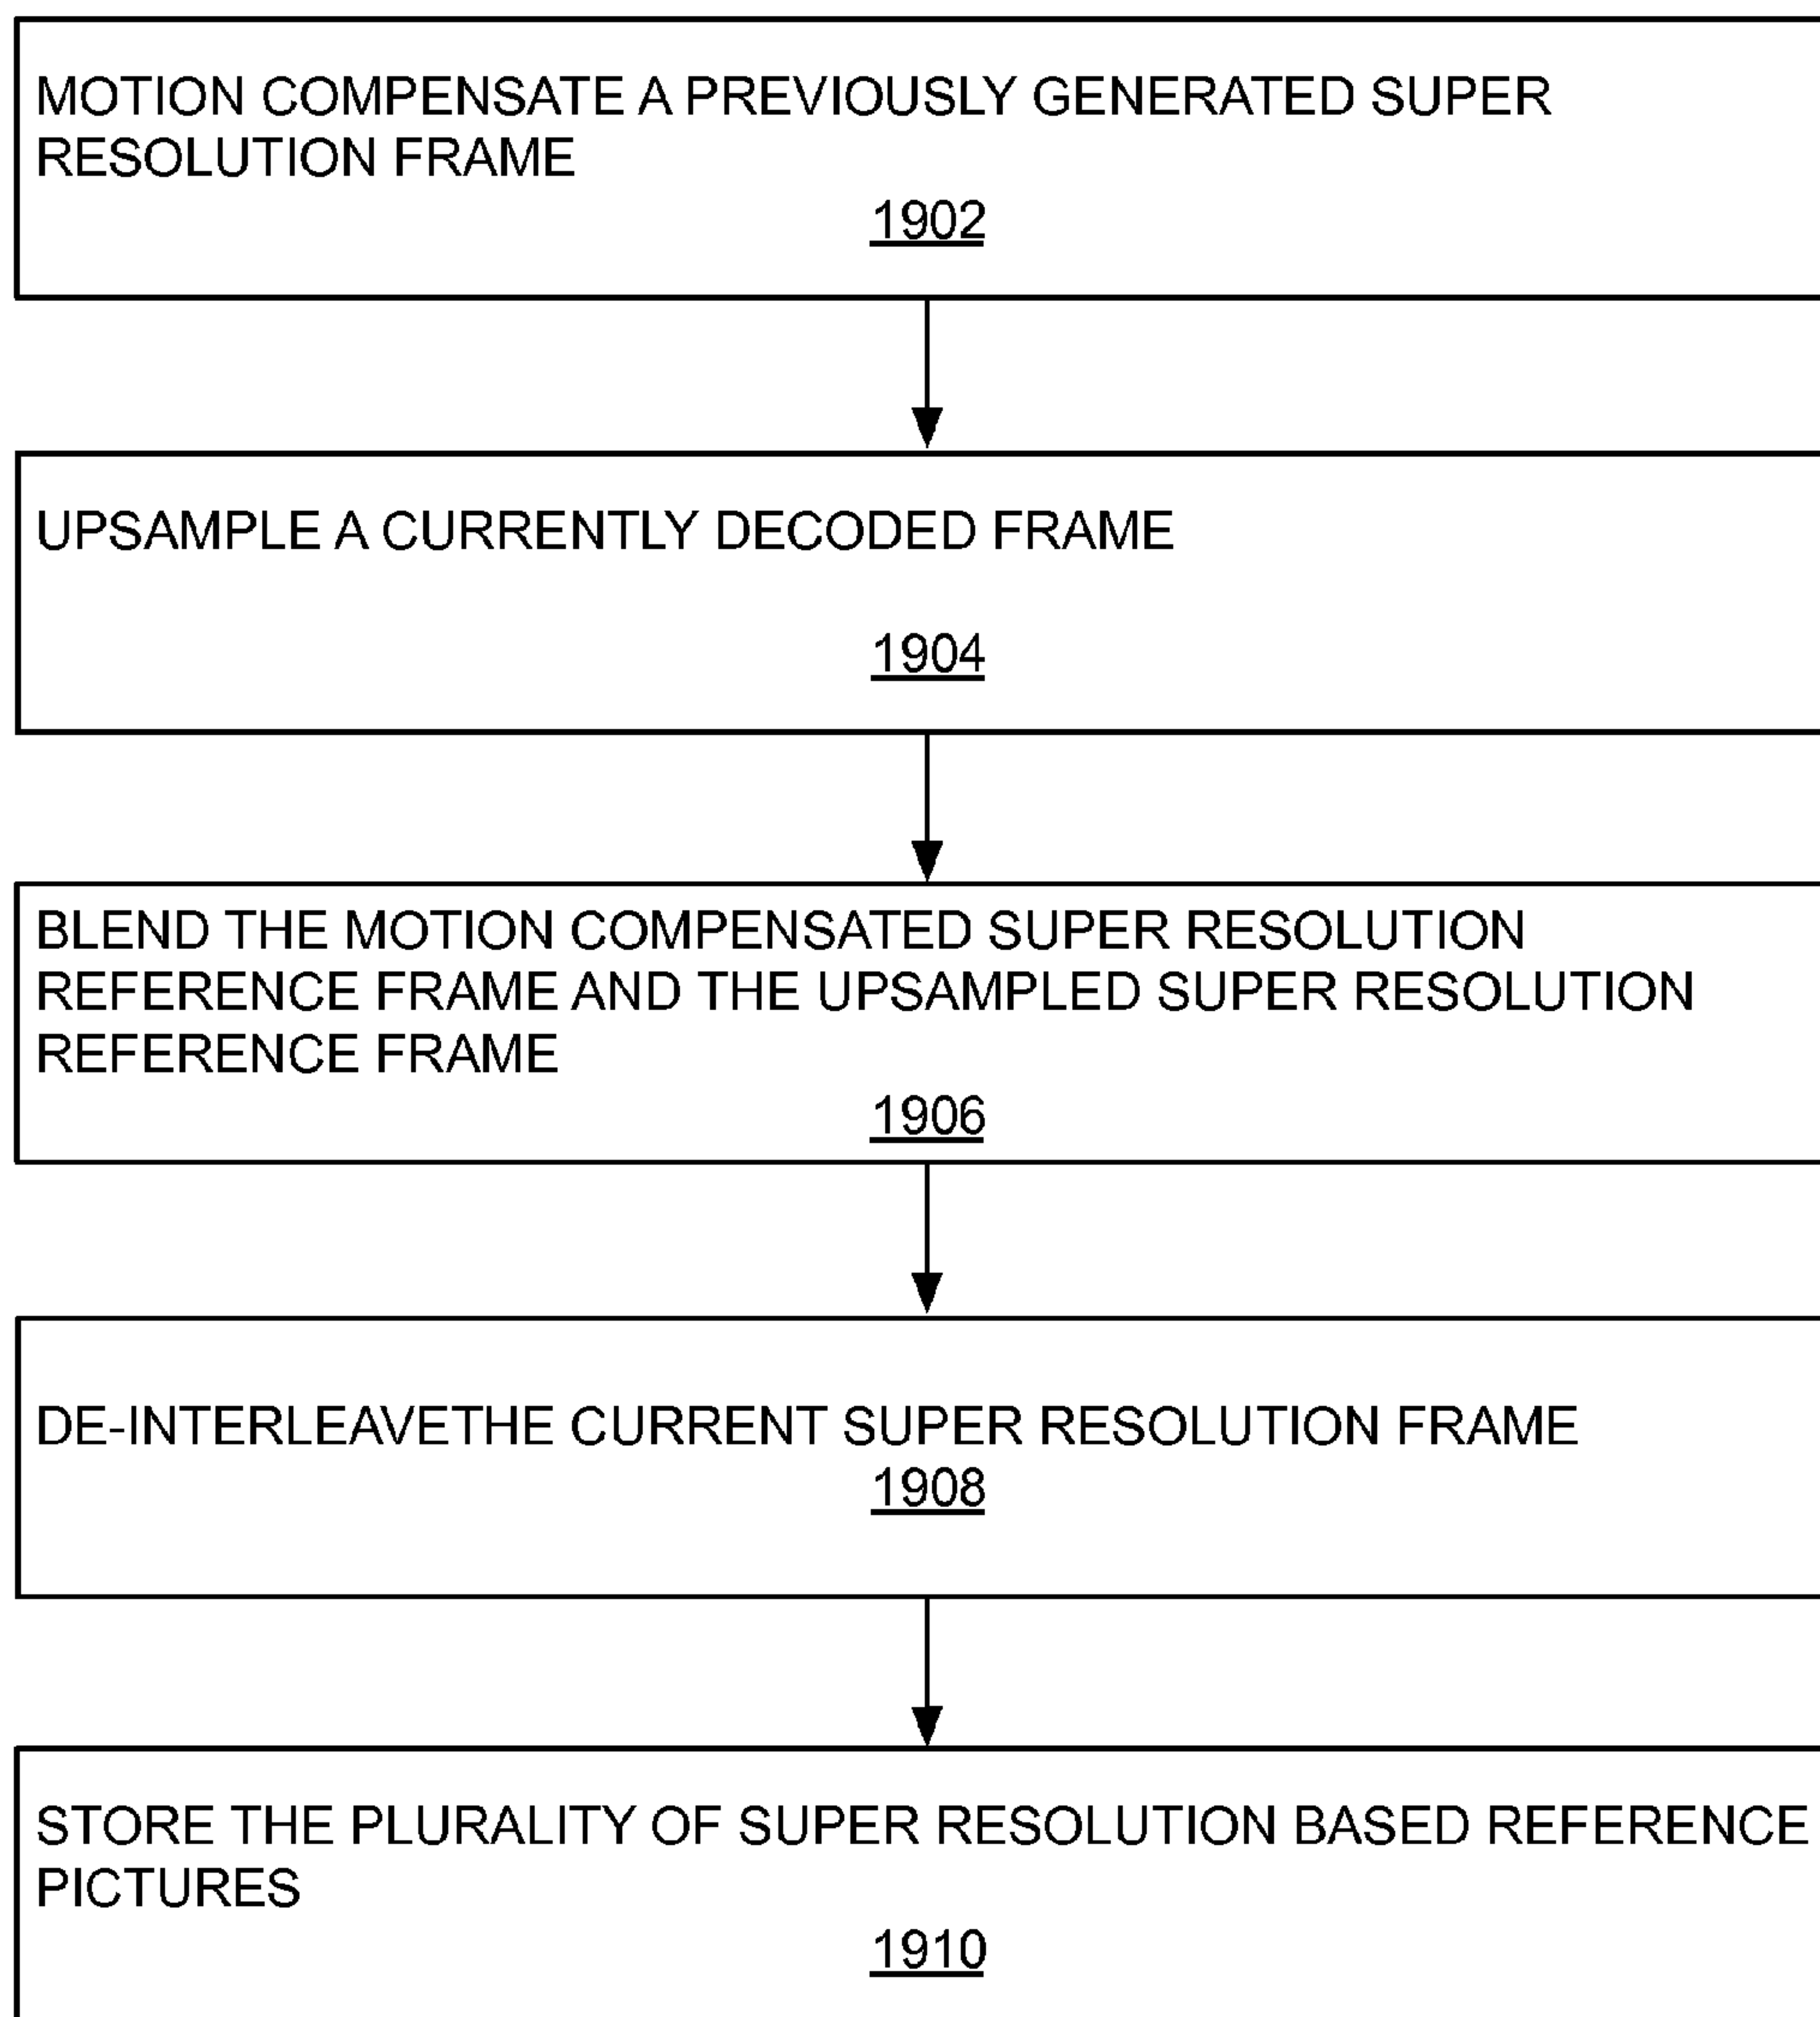 MOTION COMPENSATE A PREVIOUSLY GENERATED SUPER
RESOLUTION FRAME
1902
UPSAMPLE A CURRENTLY DECODED FRAME
1904
BLEND THE MOTION COMPENSATED SUPER RESOLUTION
REFERENCE FRAME AND THE UPSAMPLED SUPER RESOLUTION
REFERENCE FRAME
1906
DE-INTERLEAVETHE CURRENT SUPER RESOLUTION FRAME
1908
STORE THE PLURALITY OF SUPER RESOLUTION BASED REFERENCE
PICTURES
1910